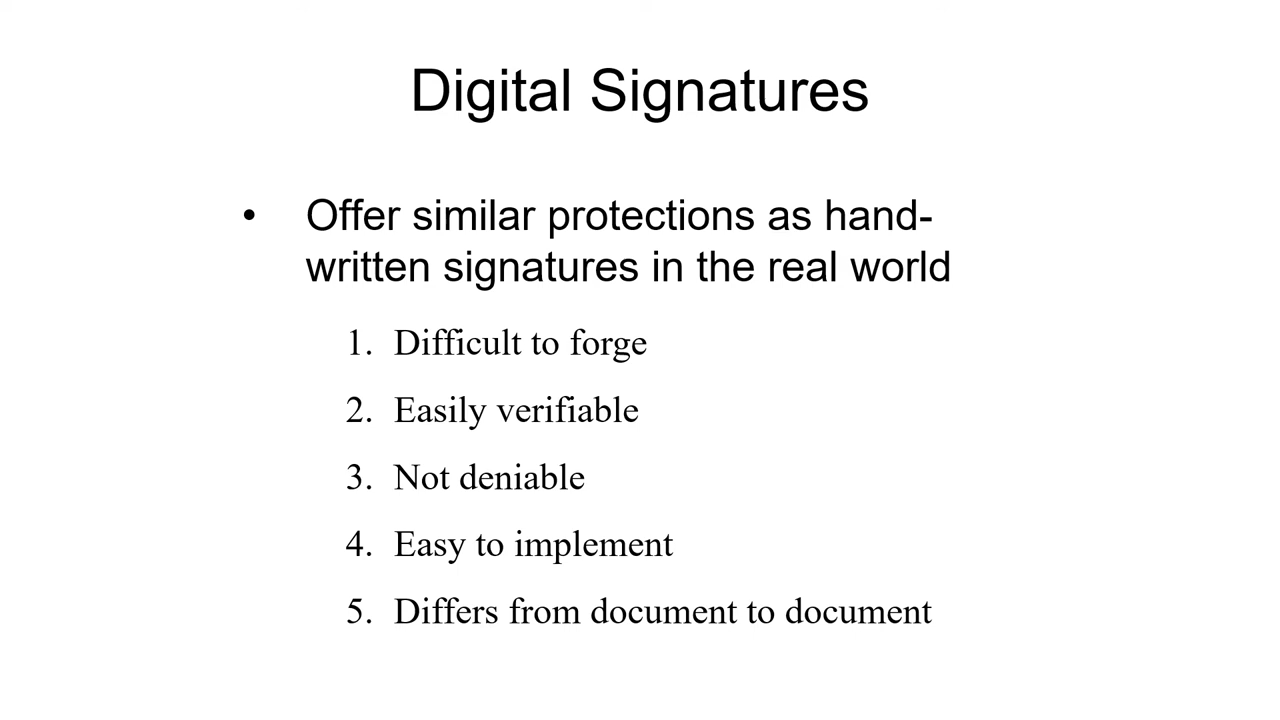 Digital Signatures
• Offer similar protections as hand-
written signatures in the real world
1. Difficult to forge
2. Easily verifiable
3. Not deniable
4. Easy to implement
5. Differs from document to document